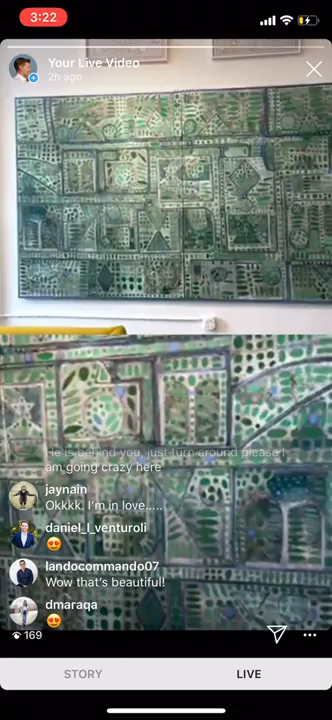 3:22
Your Live Video
2h ago
He is behind you, just turn around please I
am going crazy here
jaynain
Okkkk. I'm in love.....
daniel_l_venturoli
😍
landocommando07
Wow that's beautiful!
dmaraqa
😍
169
STORY
LIVE